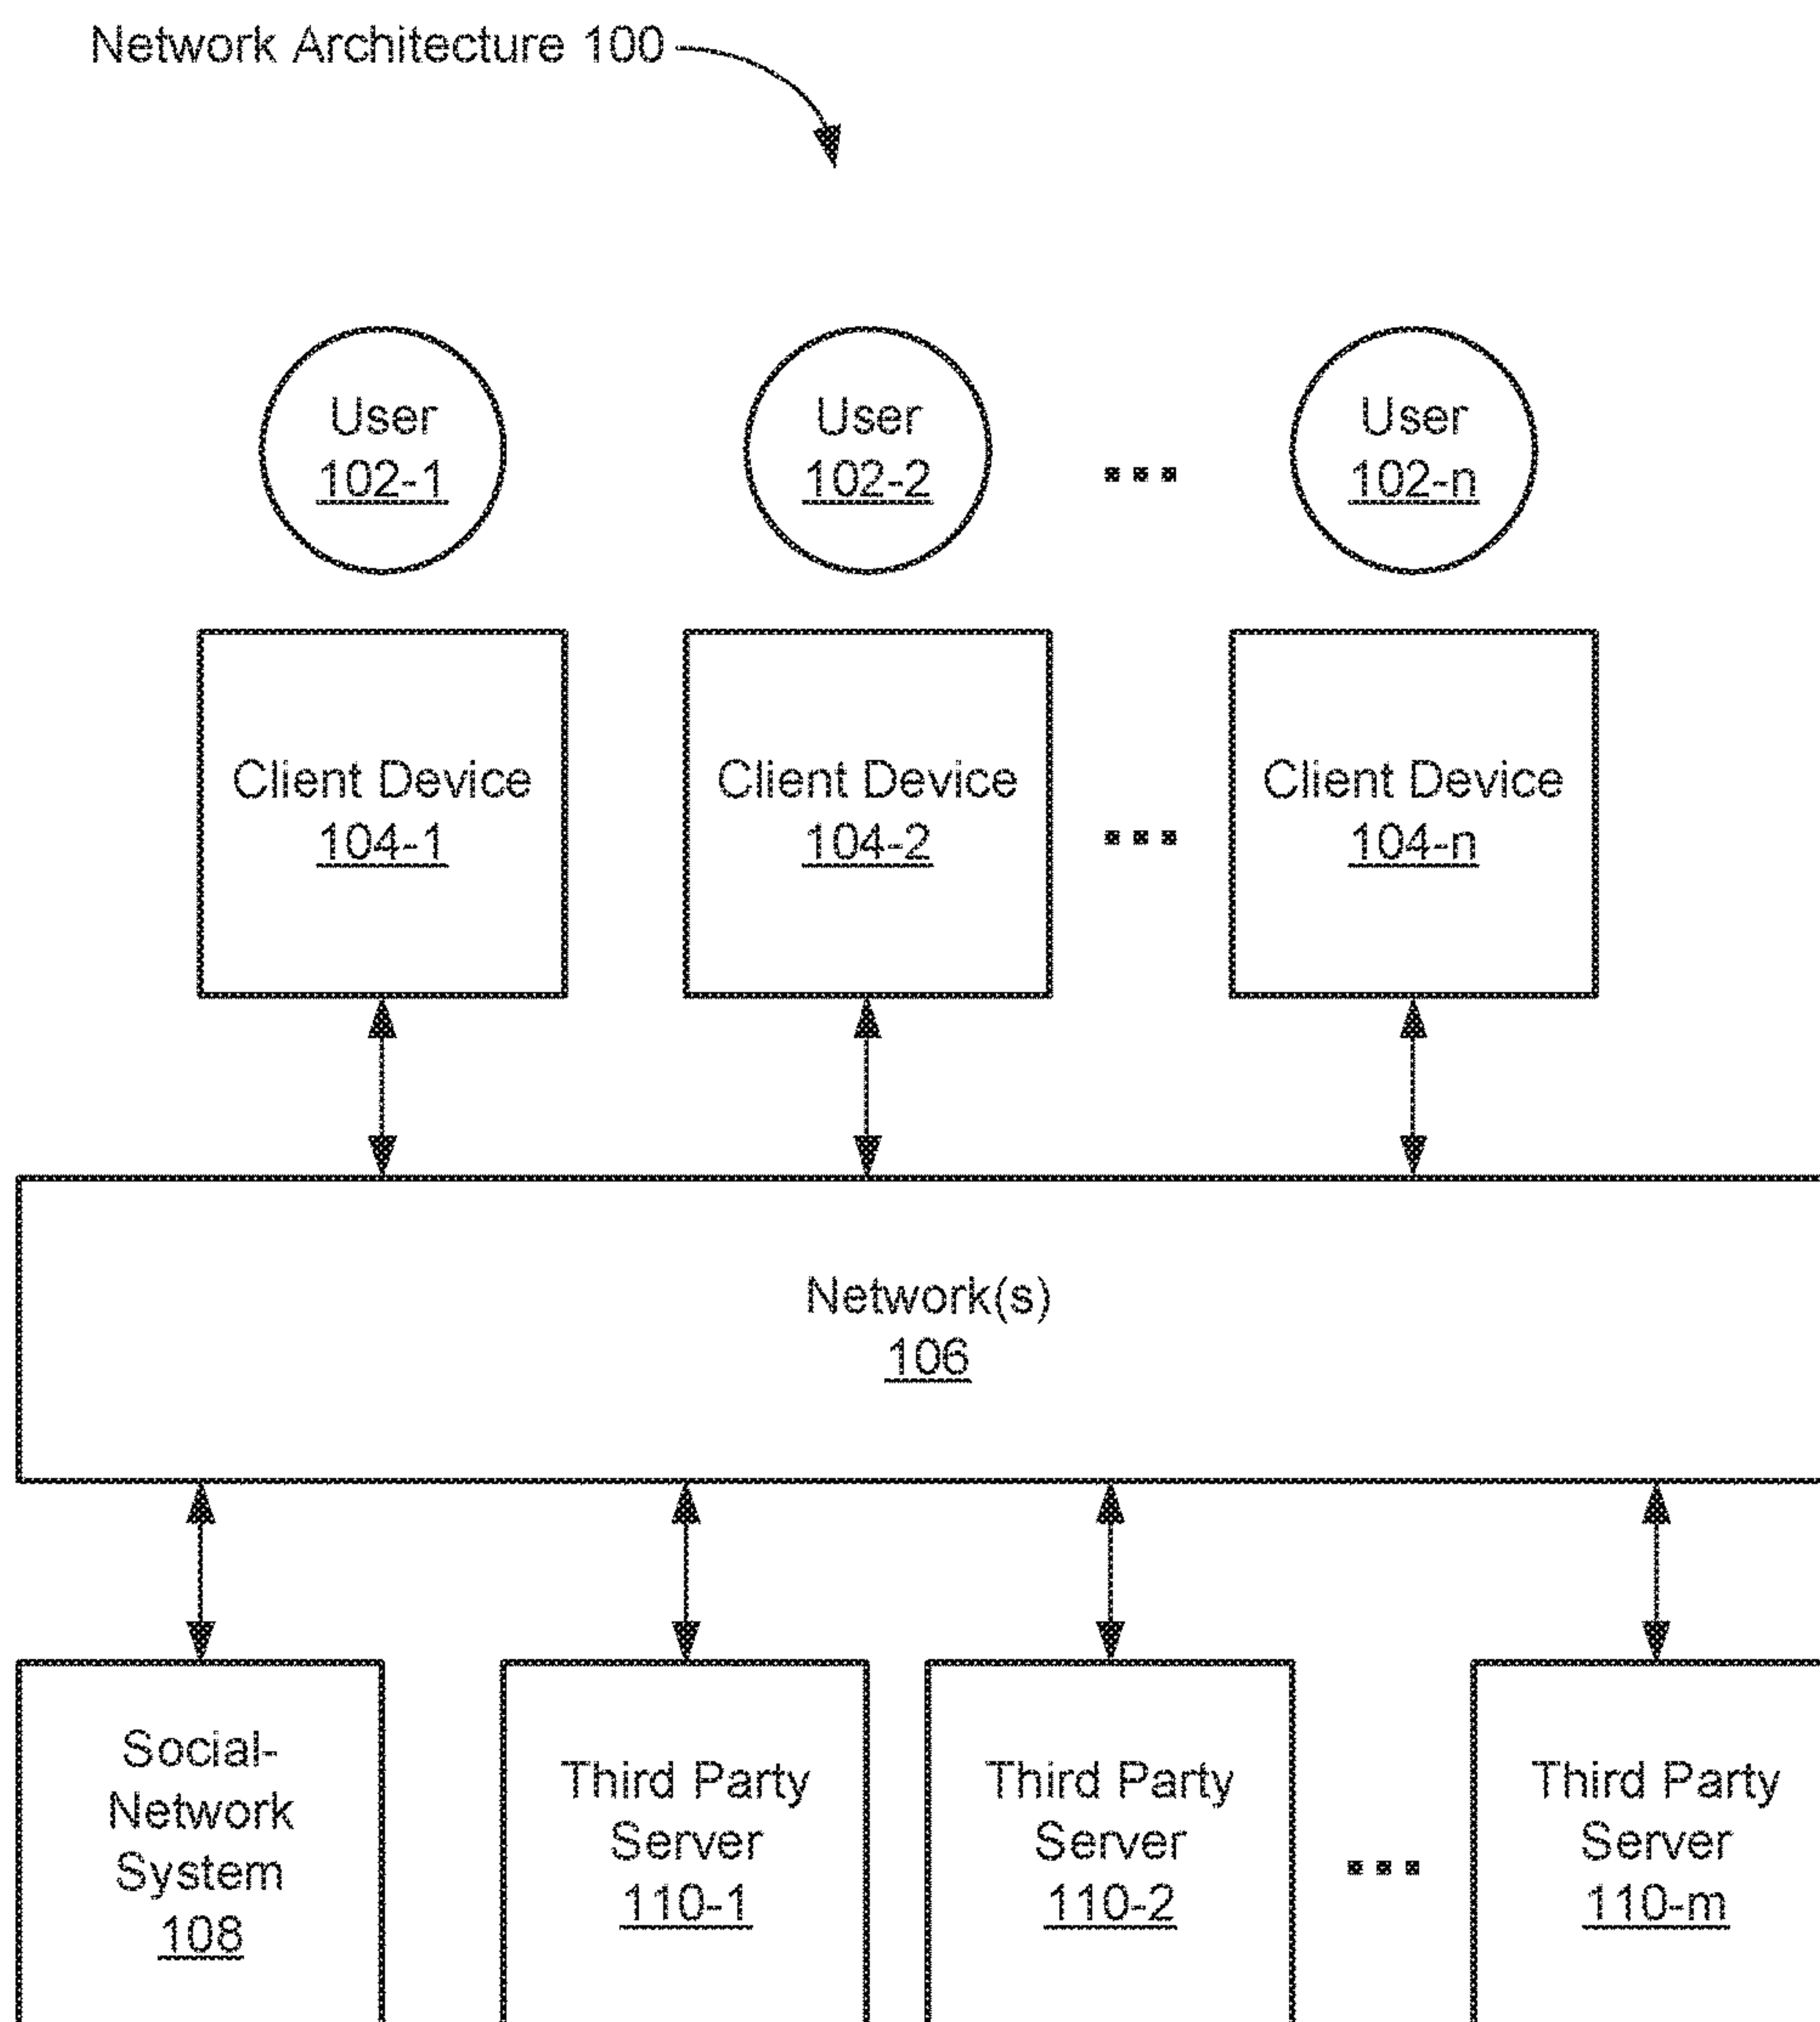 Network Architecture 100
User
102-1
User
102-2
...
User
102-n
Client Device
104-1
Client Device
104-2
...
Client Device
104-n
Network(s)
106
Social-
Network
System
108
Third Party
Server
110-1
Third Party
Server
110-2
...
Third Party
Server
110-m